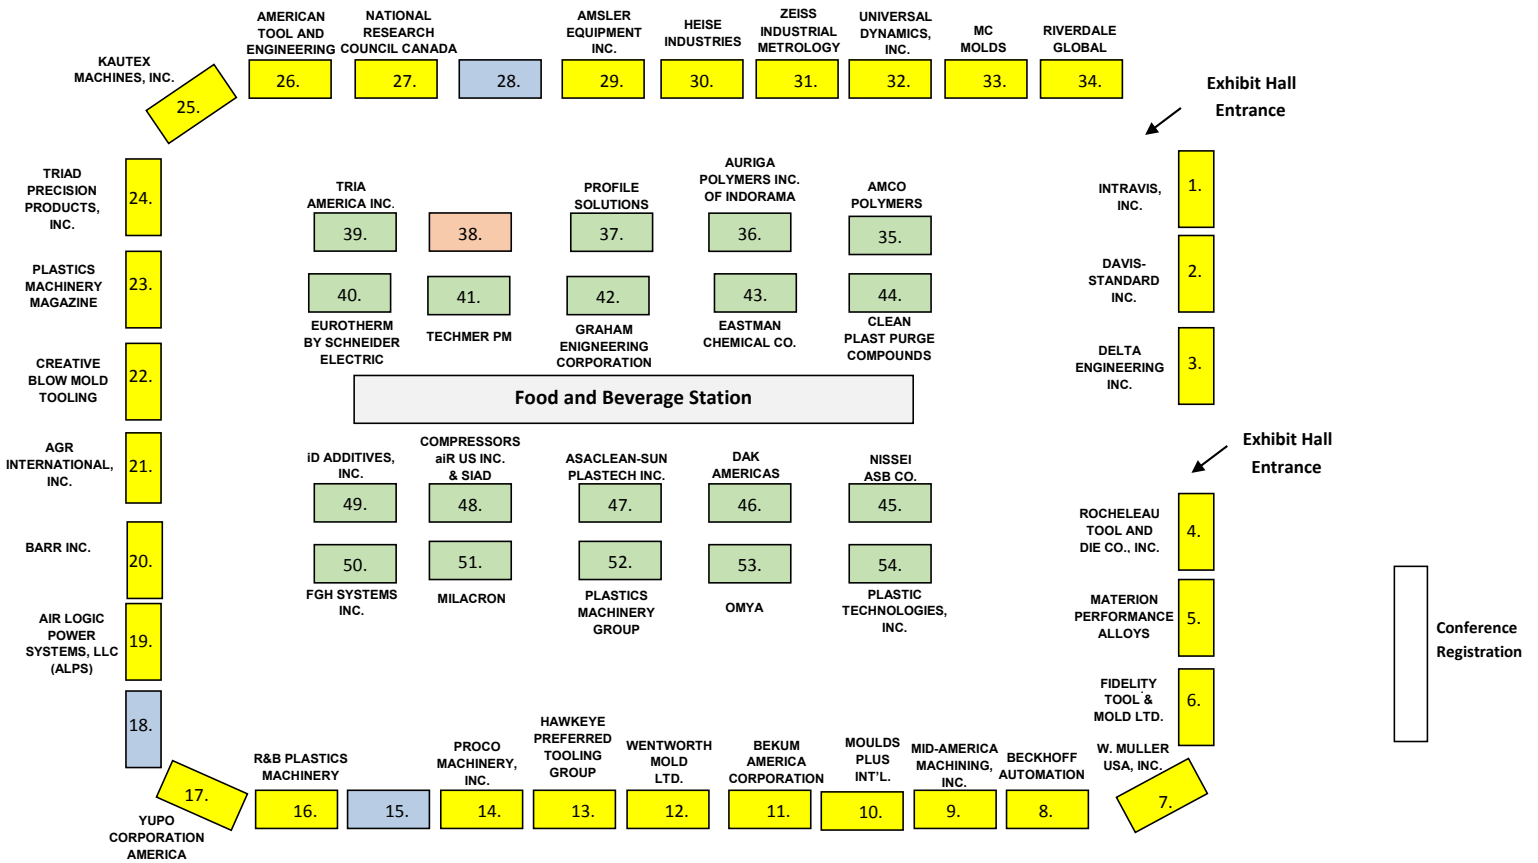 KAUTEX
MACHINES, INC.
25.
AMERICAN
TOOL AND
ENGINEERING
26.
NATIONAL
RESEARCH
COUNCIL CANADA
27.
28.
AMSLER
EQUIPMENT
INC.
29.
HEISE
INDUSTRIES
30.
ZEISS
INDUSTRIAL
METROLOGY
31.
UNIVERSAL
DYNAMICS,
INC.
32.
MC
MOLDS
33.
RIVERDALE
GLOBAL
34.
Exhibit Hall
Entrance
TRIAD
PRECISION
PRODUCTS,
INC.
24.
PLASTICS
MACHINERY
MAGAZINE
23.
CREATIVE
BLOW MOLD
TOOLING
22.
AGR
INTERNATIONAL,
INC.
21.
BARR INC.
20.
AIR LOGIC
POWER
SYSTEMS, LLC
(ALPS)
19.
18.
TRIA
AMERICA INC.
39.
38.
PROFILE
SOLUTIONS
37.
AURIGA
POLYMERS INC.
OF INDORAMA
36.
AMCO
POLYMERS
35.
40.
EUROTHERM
BY SCHNEIDER
ELECTRIC
41.
TECHMER PM
42.
GRAHAM
ENIGNEERING
CORPORATION
43.
EASTMAN
CHEMICAL CO.
44.
CLEAN
PLAST PURGE
COMPOUNDS
Food and Beverage Station
iD ADDITIVES,
INC.
49.
COMPRESSORS
aiR US INC.
& SIAD
48.
ASACLEAN-SUN
PLASTECH INC.
47.
DAK
AMERICAS
46.
NISSEI
ASB CO.
45.
50.
FGH SYSTEMS
INC.
51.
MILACRON
52.
PLASTICS
MACHINERY
GROUP
53.
OMYA
54.
PLASTIC
TECHNOLOGIES,
INC.
INTRAVIS,
INC.
1.
DAVIS-
STANDARD
INC.
2.
DELTA
ENGINEERING
INC.
3.
Exhibit Hall
Entrance
ROCHELEAU
TOOL AND
DIE CO., INC.
4.
MATERION
PERFORMANCE
ALLOYS
5.
FIDELITY
TOOL &
MOLD LTD.
6.
Conference
Registration
17.
YUPO
CORPORATION
AMERICA
R&B PLASTICS
MACHINERY
16.
15.
PROCO
MACHINERY,
INC.
14.
HAWKEYE
PREFERRED
TOOLING
GROUP
13.
WENTWORTH
MOLD
LTD.
12.
BEKUM
AMERICA
CORPORATION
11.
MOULDS
PLUS
INT'L.
10.
MID-AMERICA
MACHINING,
INC.
9.
BECKHOFF
AUTOMATION
8.
W. MULLER
USA, INC.
7.